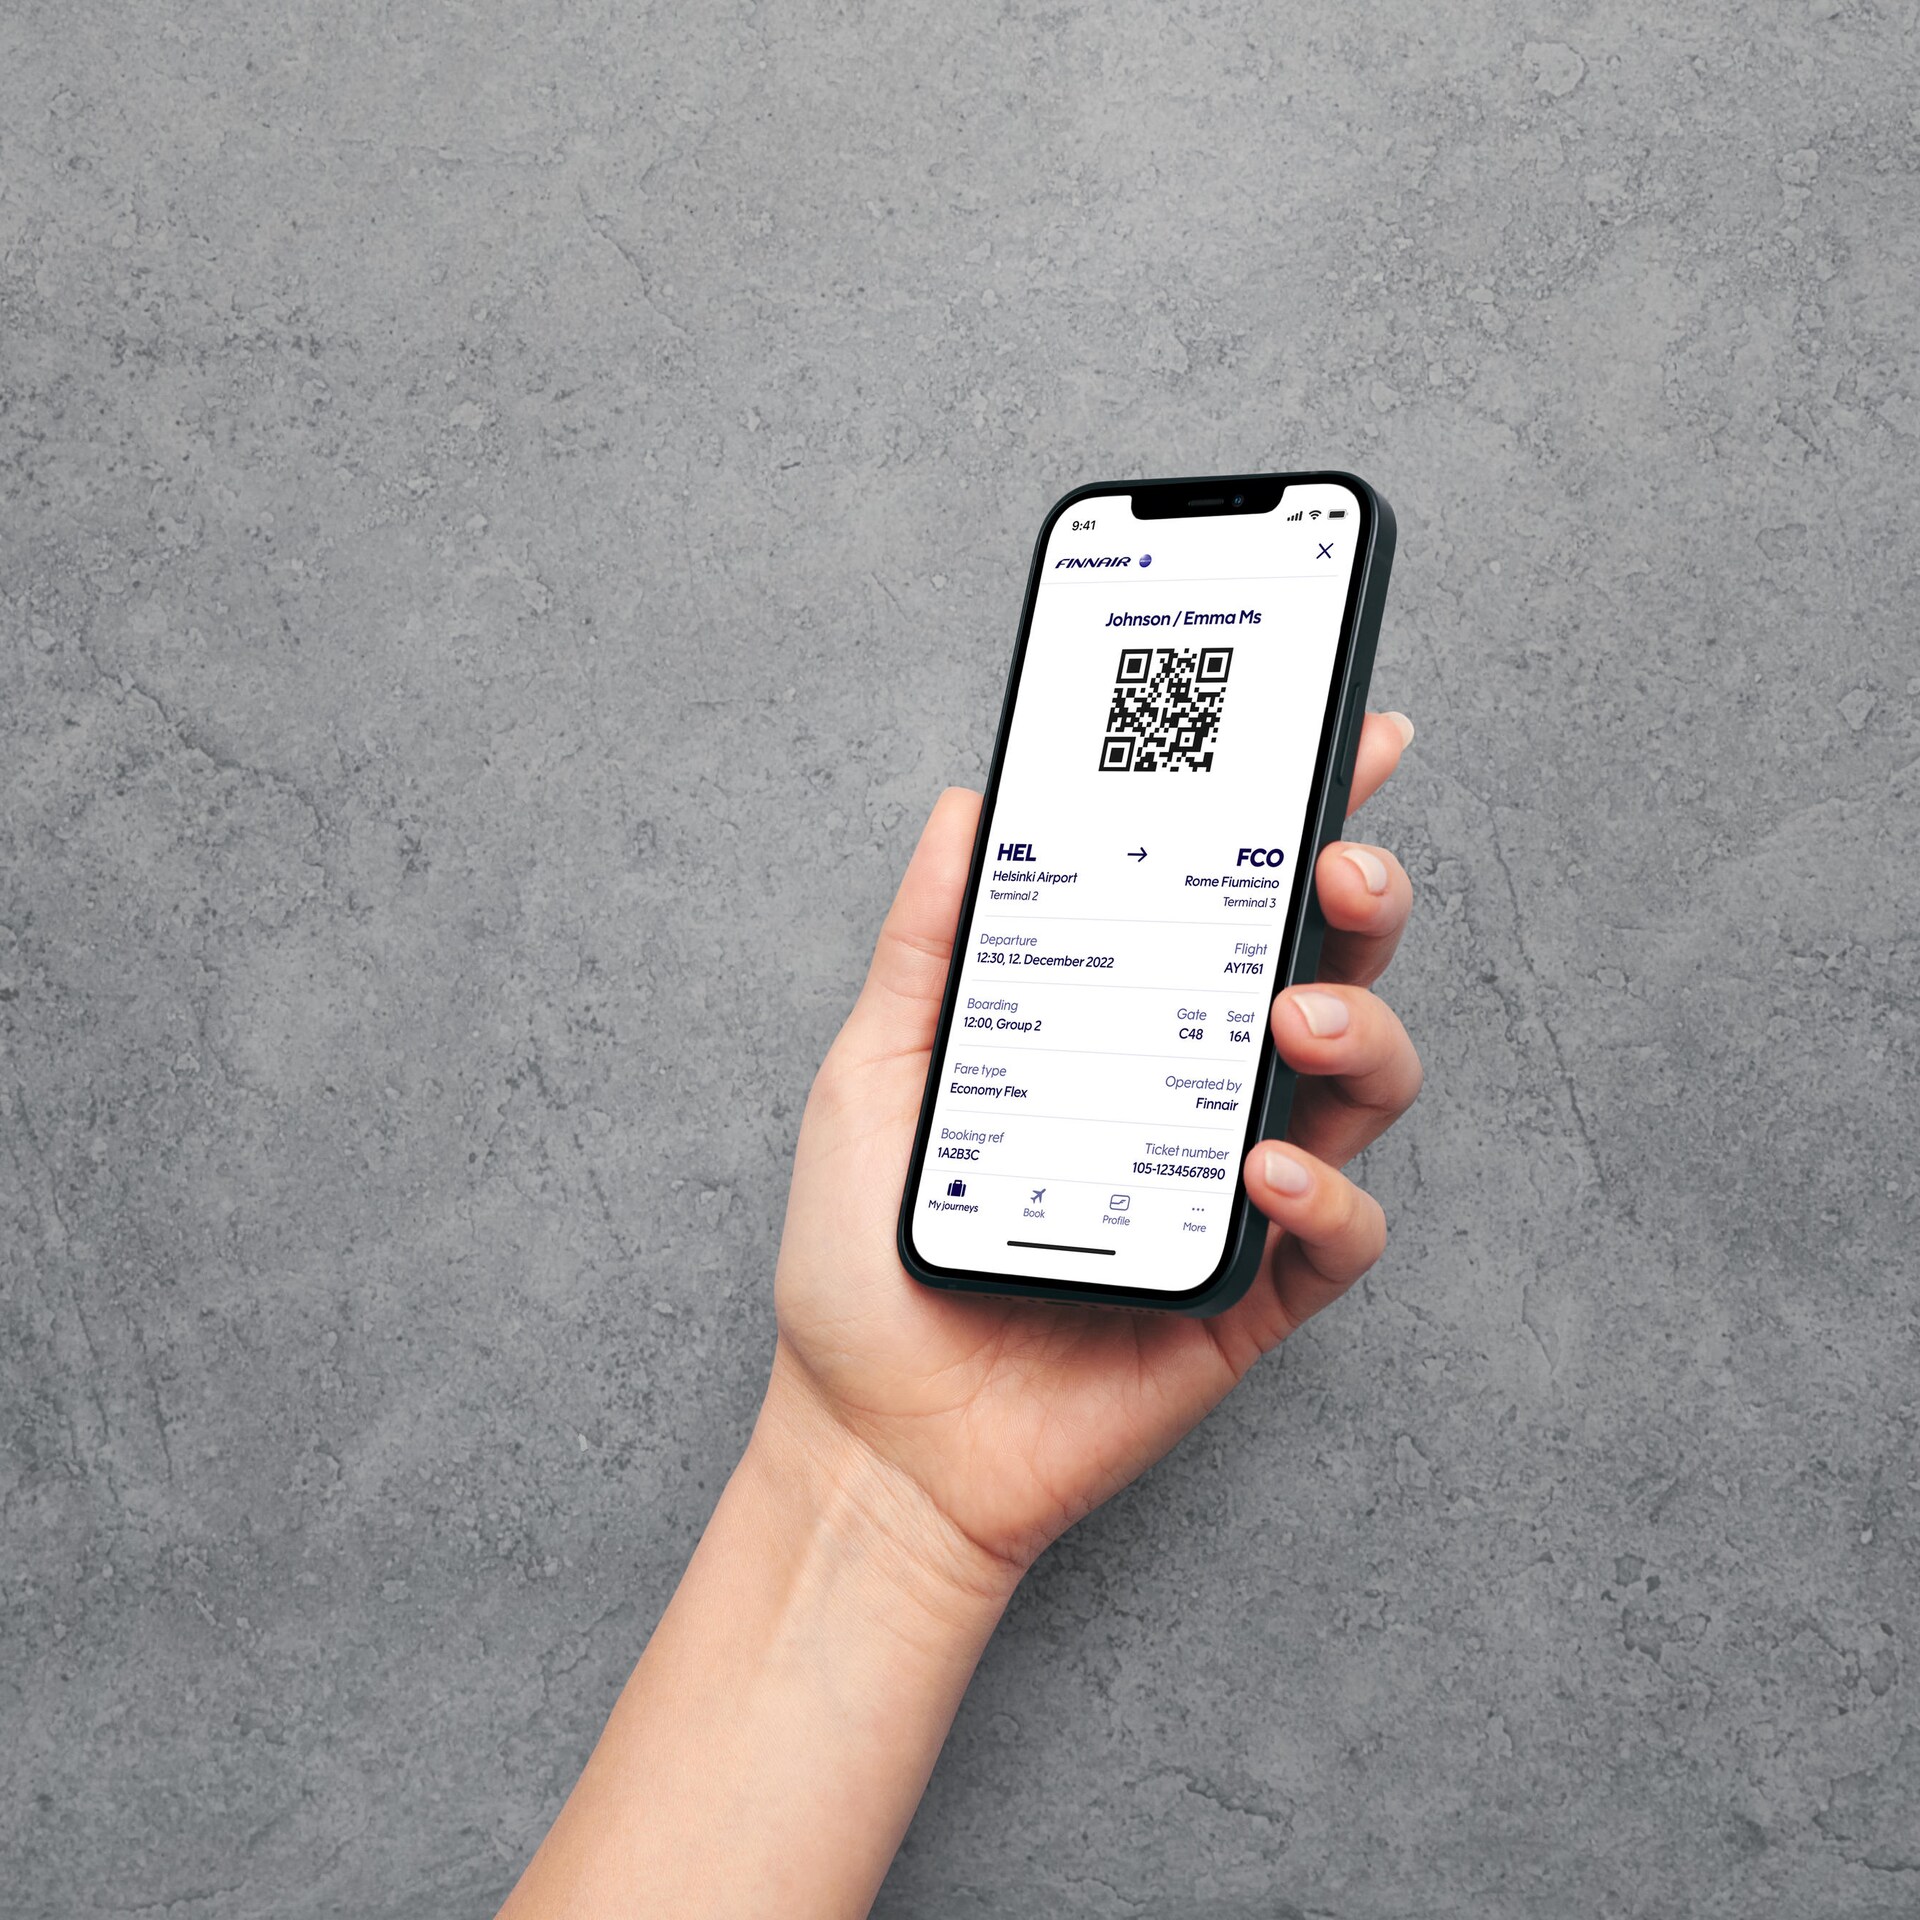 9:41
FINNAIR
Johnson / Emma Ms
HEL → FCO
Helsinki Airport Rome Fiumicino
Terminal 2 Terminal 3
Departure Flight
12:30, 12. December 2022 AY1761
Boarding Gate Seat
12:00, Group 2 C48 16A
Fare type Operated by
Economy Flex Finnair
Booking ref Ticket number
1A2B3C 105-1234567890
My journeys Book Profile More